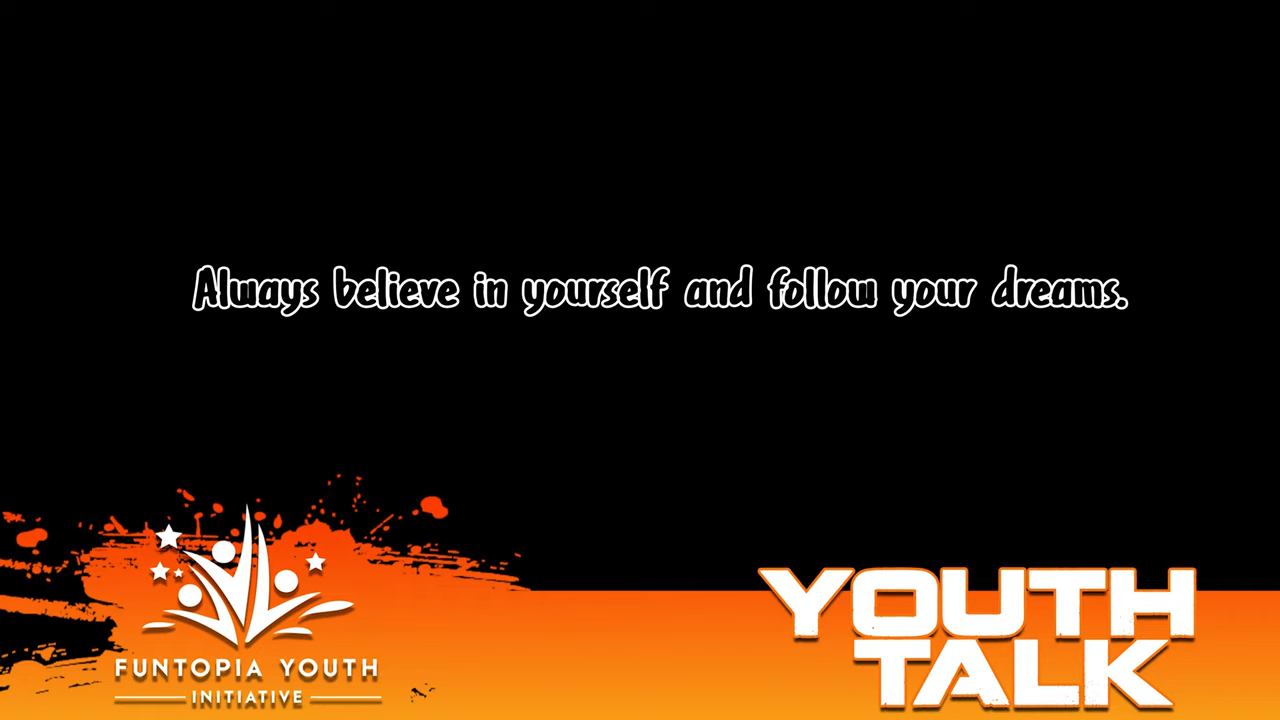 Always believe in yourself and follow your dreams.
FUNTOPIA YOUTH
INITIATIVE
YOUTH
TALK